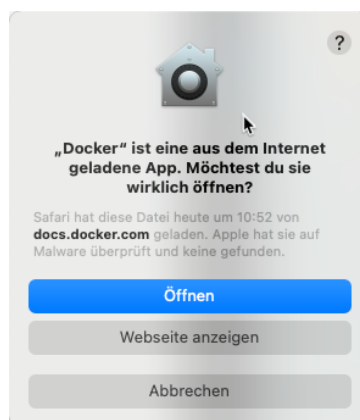 ?
„Docker“ ist eine aus dem Internet
geladene App. Möchtest du sie
wirklich öffnen?
Safari hat diese Datei heute um 10:52 von
docs.docker.com geladen. Apple hat sie auf
Malware überprüft und keine gefunden.
Öffnen
Webseite anzeigen
Abbrechen